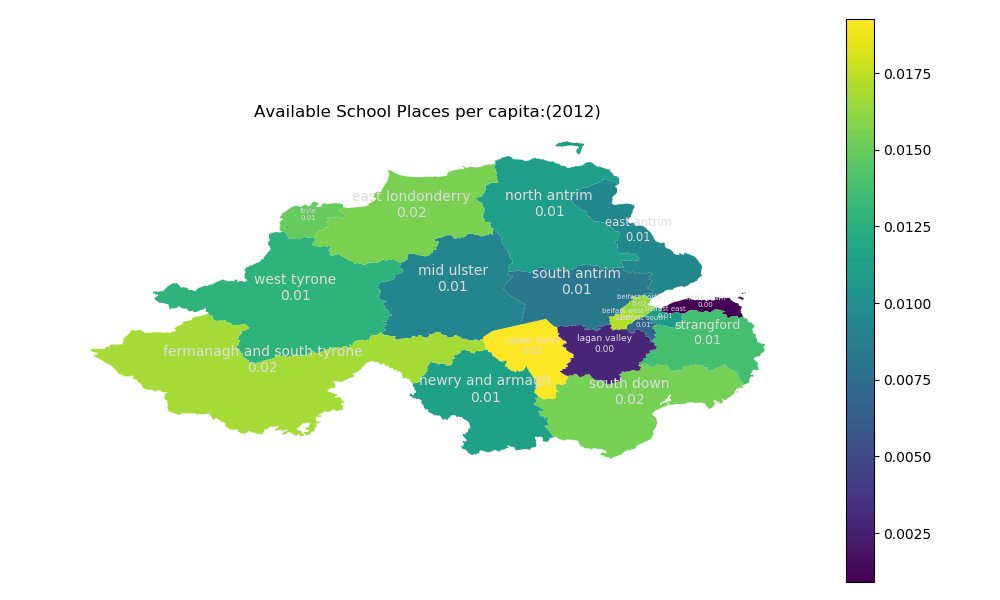 Available School Places per capita:(2012)
0.0175
0.0150
0.0125
0.0100
0.0075
0.0050
0.0025
east londonderry
0.02
north antrim
0.01
foyle
0.01
east antrim
0.01
mid ulster
0.01
south antrim
0.01
west tyrone
0.01
belfast north
0.02
0.00
belfast west
belfast east
0.01
belfast south
0.01
strangford
0.01
lagan valley
0.00
upper bann
0.02
fermanagh and south tyrone
0.02
newry and armagh
0.01
south down
0.02